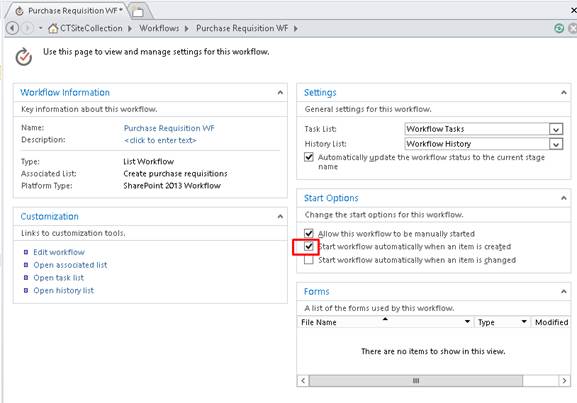 Purchase Requisition WF *
CTSiteCollection Workflows Purchase Requisition WF
Use this page to view and manage settings for this workflow.
Workflow Information
Key information about this workflow.
Name: Purchase Requisition WF
Description: <click to enter text>
Type: List Workflow
Associated List: Create purchase requisitions
Platform Type: SharePoint 2013 Workflow
Customization
Links to customization tools.
Edit workflow
Open associated list
Open task list
Open history list
Settings
General settings for this workflow.
Task List: Workflow Tasks
History List: Workflow History
Automatically update the workflow status to the current stage
name
Start Options
Change the start options for this workflow.
Allow this workflow to be manually started
Start workflow automatically when an item is created
Start workflow automatically when an item is changed
Forms
A list of the forms used by this workflow.
File Name Type Modified
There are no items to show in this view.